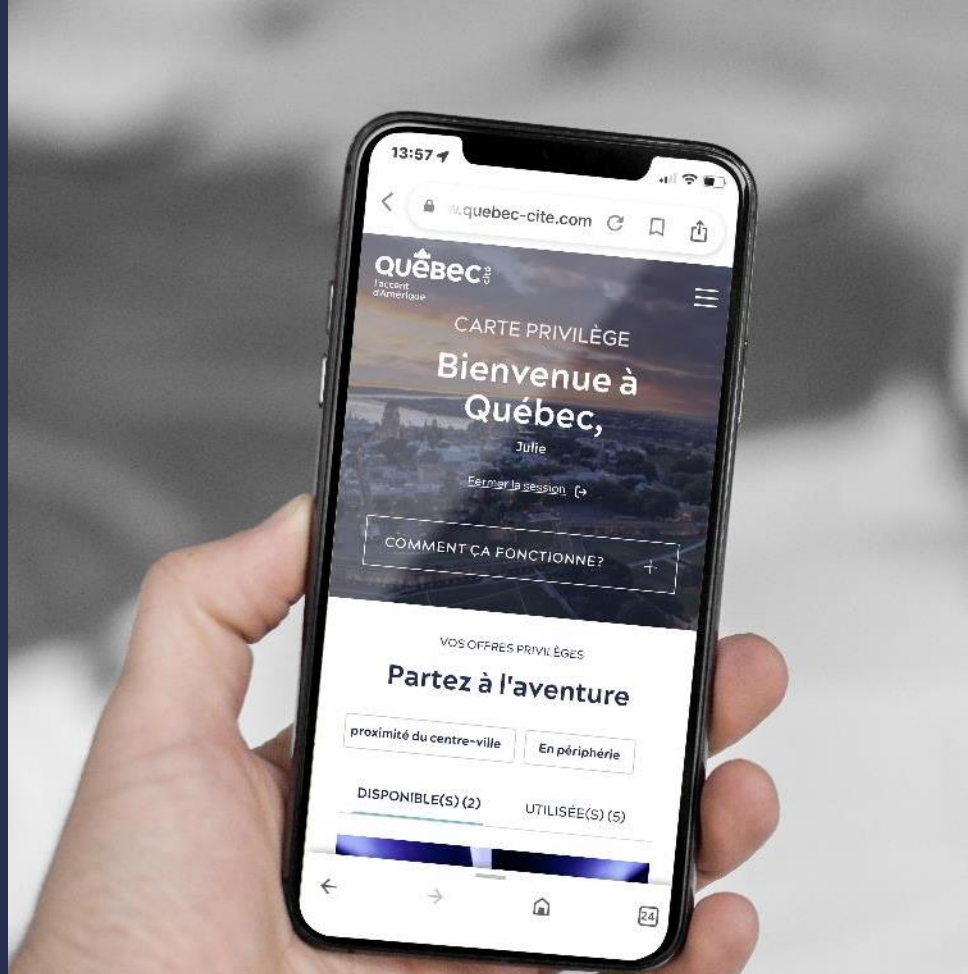 13:57
w.quebec-cite.com
QUÉBEC cité
l'accent
d'Amérique
CARTE PRIVILÈGE
Bienvenue à
Québec,
Julie
Fermer la session
COMMENT ÇA FONCTIONNE? +
VOS OFFRES PRIVILÈGES
Partez à l'aventure
proximité du centre-ville En périphérie
DISPONIBLE(S) (2) UTILISÉE(S) (5)
24